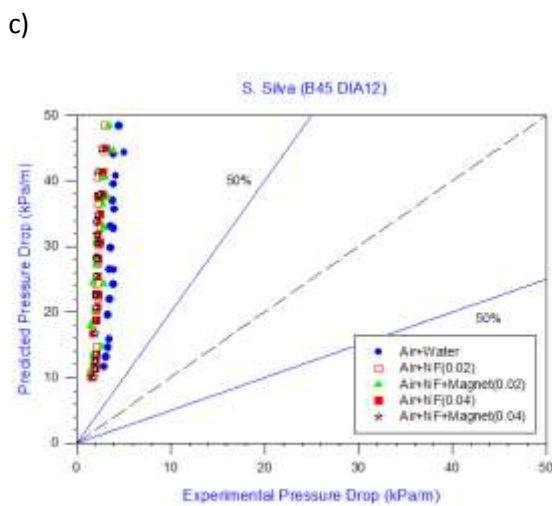 c)
S. Silva (B45 DIA12)
50
50%
40
30
20
50%
10
Air+Water
Air+NF(0.02)
Air+NF+Magnet(0.02)
Air+NF(0.04)
Air+NF+Magnet(0.04)
0
0 10 20 30 40 50
Predicted Pressure Drop (kPa/m)
Experimental Pressure Drop (kPa/m)